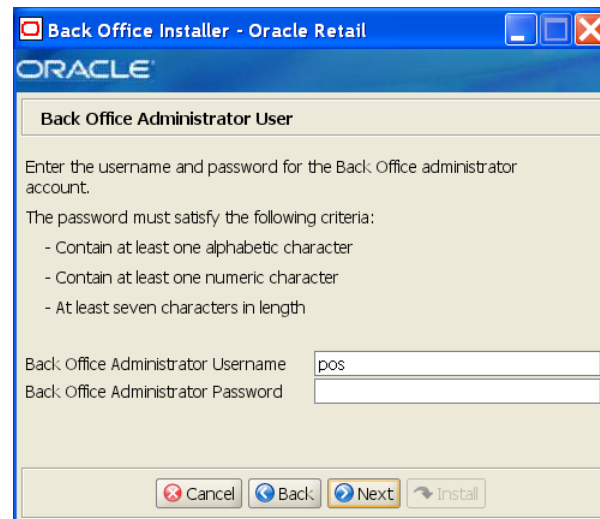 Back Office Installer - Oracle Retail
ORACLE
Back Office Administrator User
Enter the username and password for the Back Office administrator
account.
The password must satisfy the following criteria:
- Contain at least one alphabetic character
- Contain at least one numeric character
- At least seven characters in length
Back Office Administrator Username pos
Back Office Administrator Password
Cancel Back Next Install